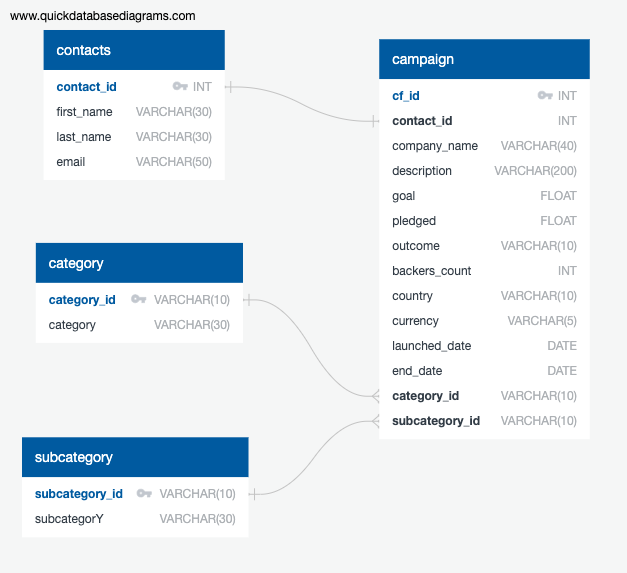 www.quickdatabasediagrams.com
contacts
contact_id INT
first_name VARCHAR(30)
last_name VARCHAR(30)
email VARCHAR(50)
campaign
cf_id INT
contact_id INT
company_name VARCHAR(40)
description VARCHAR(200)
goal FLOAT
pledged FLOAT
outcome VARCHAR(10)
backers_count INT
country VARCHAR(10)
currency VARCHAR(5)
launched_date DATE
end_date DATE
category_id VARCHAR(10)
subcategory_id VARCHAR(10)
category
category_id VARCHAR(10)
category VARCHAR(30)
subcategory
subcategory_id VARCHAR(10)
subcategorY VARCHAR(30)